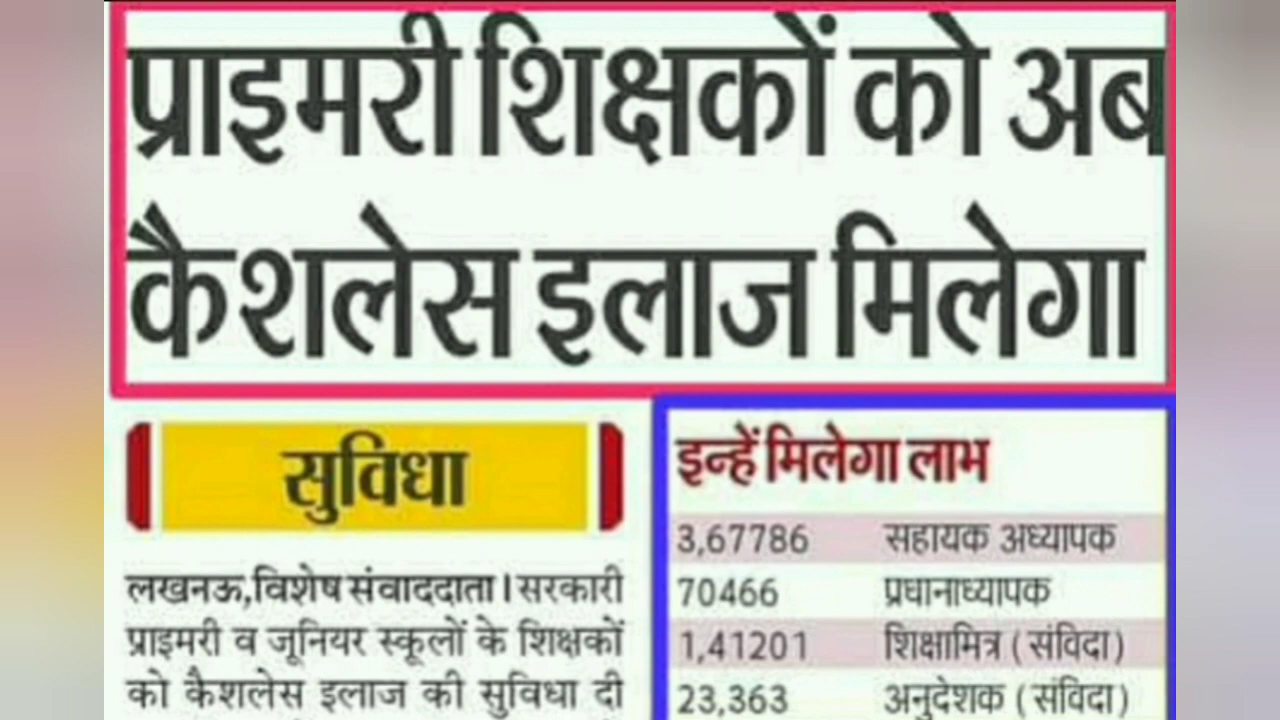 प्राइमरी शिक्षकों को अब
कैशलेस इलाज मिलेगा
सुविधा
लखनऊ,विशेष संवाददाता। सरकारी
प्राइमरी व जूनियर स्कूलों के शिक्षकों
को कैशलेस इलाज की सुविधा दी
इन्हें मिलेगा लाभ
3,67786 सहायक अध्यापक
70466 प्रधानाध्यापक
1,41201 शिक्षामित्र (संविदा)
23,363 अनुदेशक (संविदा)